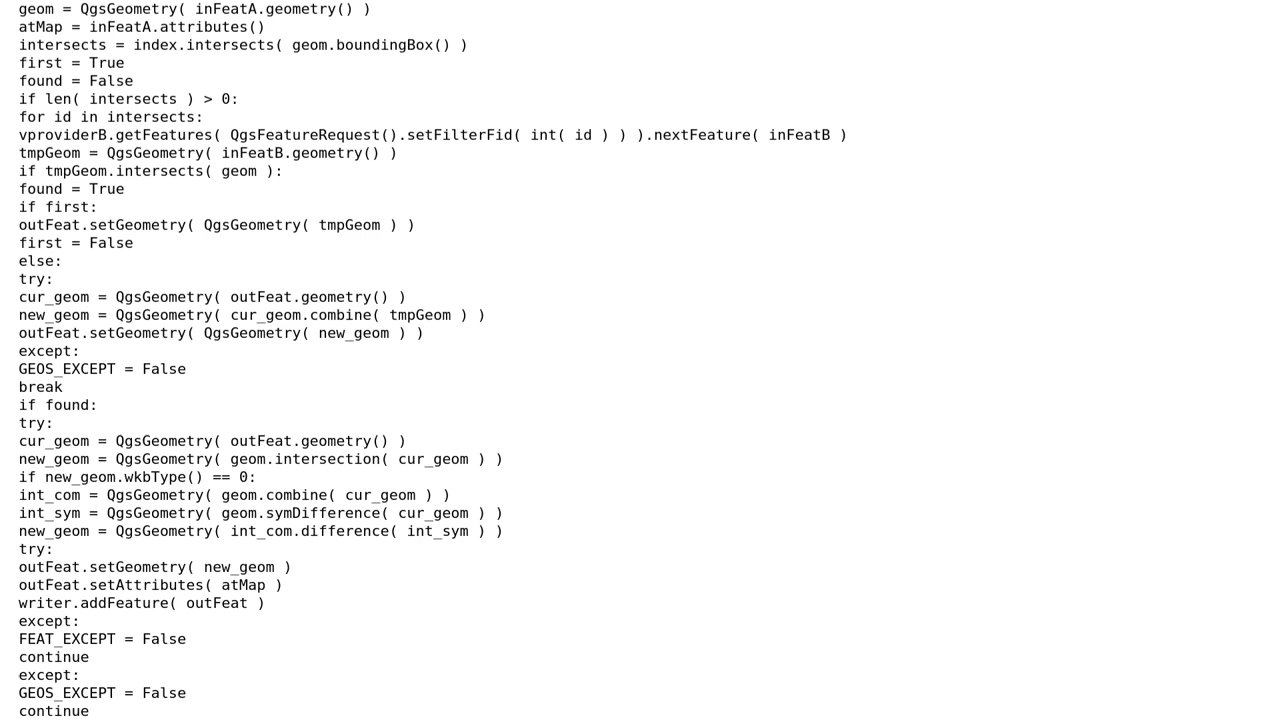 geom = QgsGeometry( inFeatA.geometry() )
atMap = inFeatA.attributes()
intersects = index.intersects( geom.boundingBox() )
first = True
found = False
if len( intersects ) > 0:
for id in intersects:
vproviderB.getFeatures( QgsFeatureRequest().setFilterFid( int( id ) ) ).nextFeature( inFeatB )
tmpGeom = QgsGeometry( inFeatB.geometry() )
if tmpGeom.intersects( geom ):
found = True
if first:
outFeat.setGeometry( QgsGeometry( tmpGeom ) )
first = False
else:
try:
cur_geom = QgsGeometry( outFeat.geometry() )
new_geom = QgsGeometry( cur_geom.combine( tmpGeom ) )
outFeat.setGeometry( QgsGeometry( new_geom ) )
except:
GEOS_EXCEPT = False
break
if found:
try:
cur_geom = QgsGeometry( outFeat.geometry() )
new_geom = QgsGeometry( geom.intersection( cur_geom ) )
if new_geom.wkbType() == 0:
int_com = QgsGeometry( geom.combine( cur_geom ) )
int_sym = QgsGeometry( geom.symDifference( cur_geom ) )
new_geom = QgsGeometry( int_com.difference( int_sym ) )
try:
outFeat.setGeometry( new_geom )
outFeat.setAttributes( atMap )
writer.addFeature( outFeat )
except:
FEAT_EXCEPT = False
continue
except:
GEOS_EXCEPT = False
continue